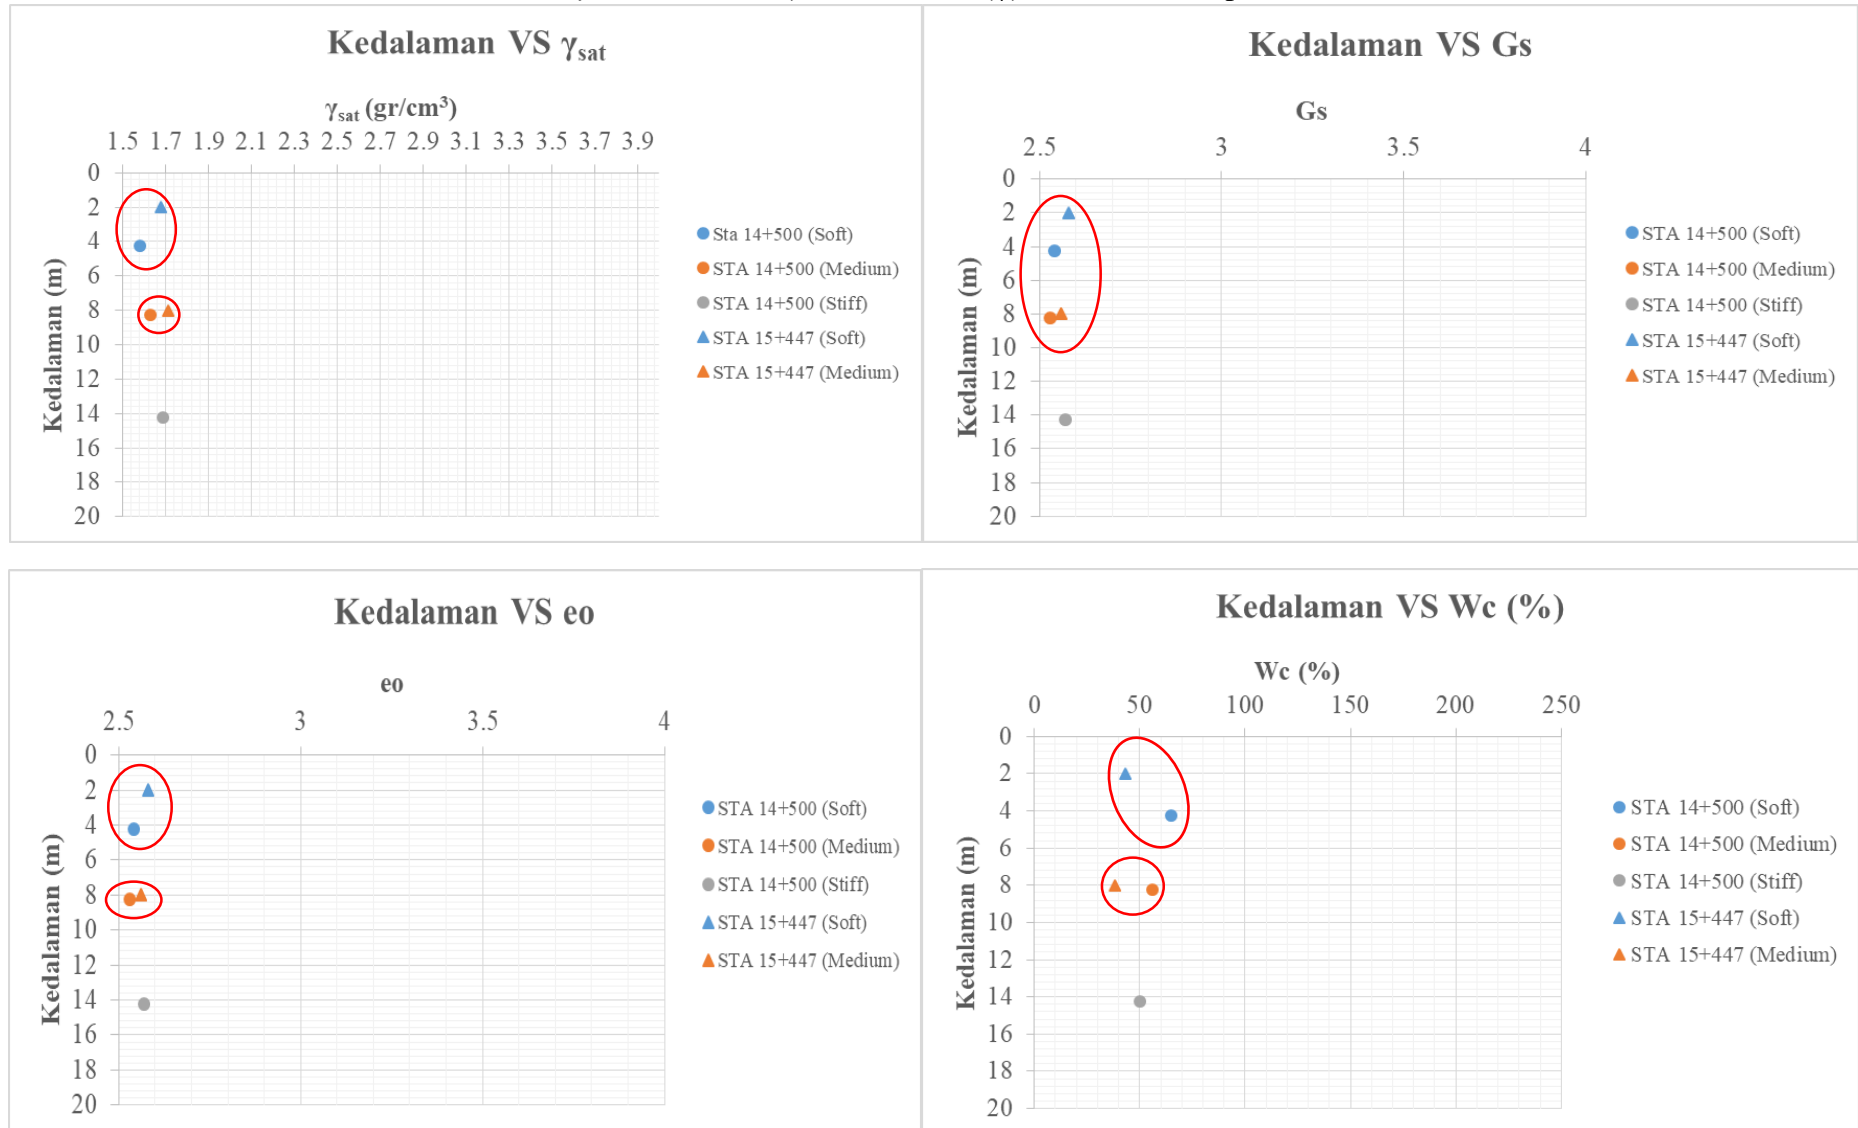 Kedalaman VS γsat
γsat (gr/cm3)
1.5 1.7 1.9 2.1 2.3 2.5 2.7 2.9 3.1 3.3 3.5 3.7 3.9
0
2
4
6
8
10
12
14
16
18
20
Kedalaman (m)
Sta 14+500 (Soft)
STA 14+500 (Medium)
STA 14+500 (Stiff)
STA 15+447 (Soft)
STA 15+447 (Medium)
Kedalaman VS Gs
Gs
2.5 3 3.5 4
0
2
4
6
8
10
12
14
16
18
20
Kedalaman (m)
STA 14+500 (Soft)
STA 14+500 (Medium)
STA 14+500 (Stiff)
STA 15+447 (Soft)
STA 15+447 (Medium)
Kedalaman VS eo
eo
2.5 3 3.5 4
0
2
4
6
8
10
12
14
16
18
20
Kedalaman (m)
STA 14+500 (Soft)
STA 14+500 (Medium)
STA 14+500 (Stiff)
STA 15+447 (Soft)
STA 15+447 (Medium)
Kedalaman VS Wc (%)
Wc (%)
0 50 100 150 200 250
0
2
4
6
8
10
12
14
16
18
20
Kedalaman (m)
STA 14+500 (Soft)
STA 14+500 (Medium)
STA 14+500 (Stiff)
STA 15+447 (Soft)
STA 15+447 (Medium)